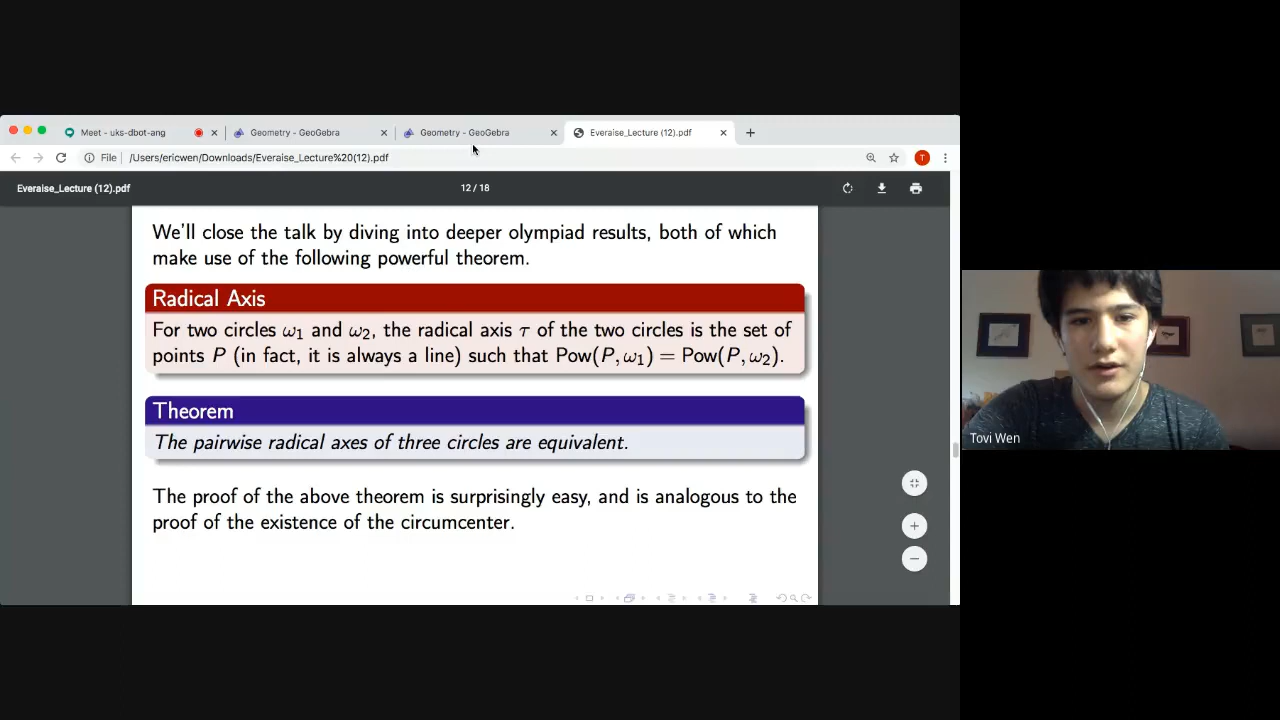 Meet - uks-dbot-ang
Geometry - GeoGebra
Geometry - GeoGebra
Everaise_Lecture (12).pdf
File
/Users/ericwen/Downloads/Everaise_Lecture%20(12).pdf
T
Everaise_Lecture (12).pdf
12 / 18
We'll close the talk by diving into deeper olympiad results, both of which
make use of the following powerful theorem.
Radical Axis
For two circles ω₁ and ω₂, the radical axis τ of the two circles is the set of
points P (in fact, it is always a line) such that Pow(P, ω₁) = Pow(P, ω₂).
Theorem
The pairwise radical axes of three circles are equivalent.
The proof of the above theorem is surprisingly easy, and is analogous to the
proof of the existence of the circumcenter.
Tovi Wen